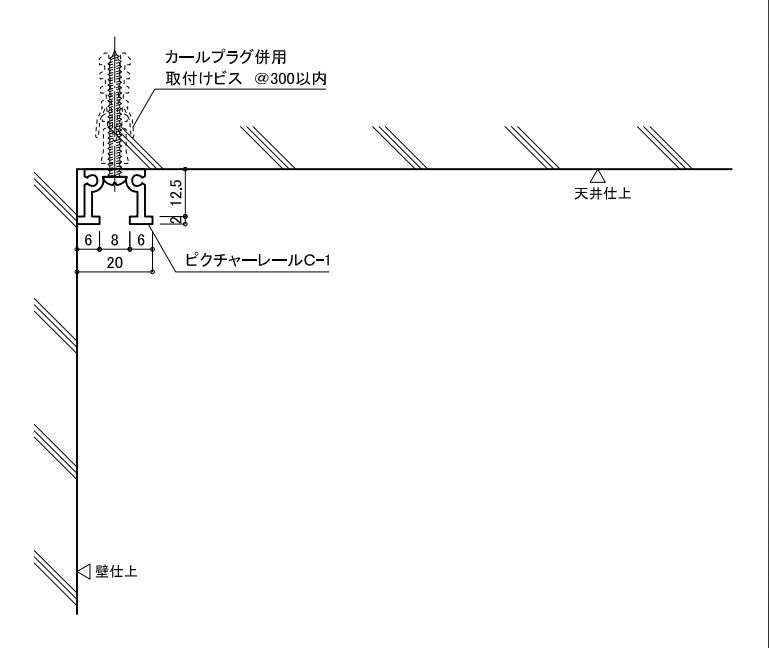 カールプラグ併用
取付けビス @300以内
天井仕上
12.5
2
6 8 6
20
ピクチャーレールC-1
壁仕上